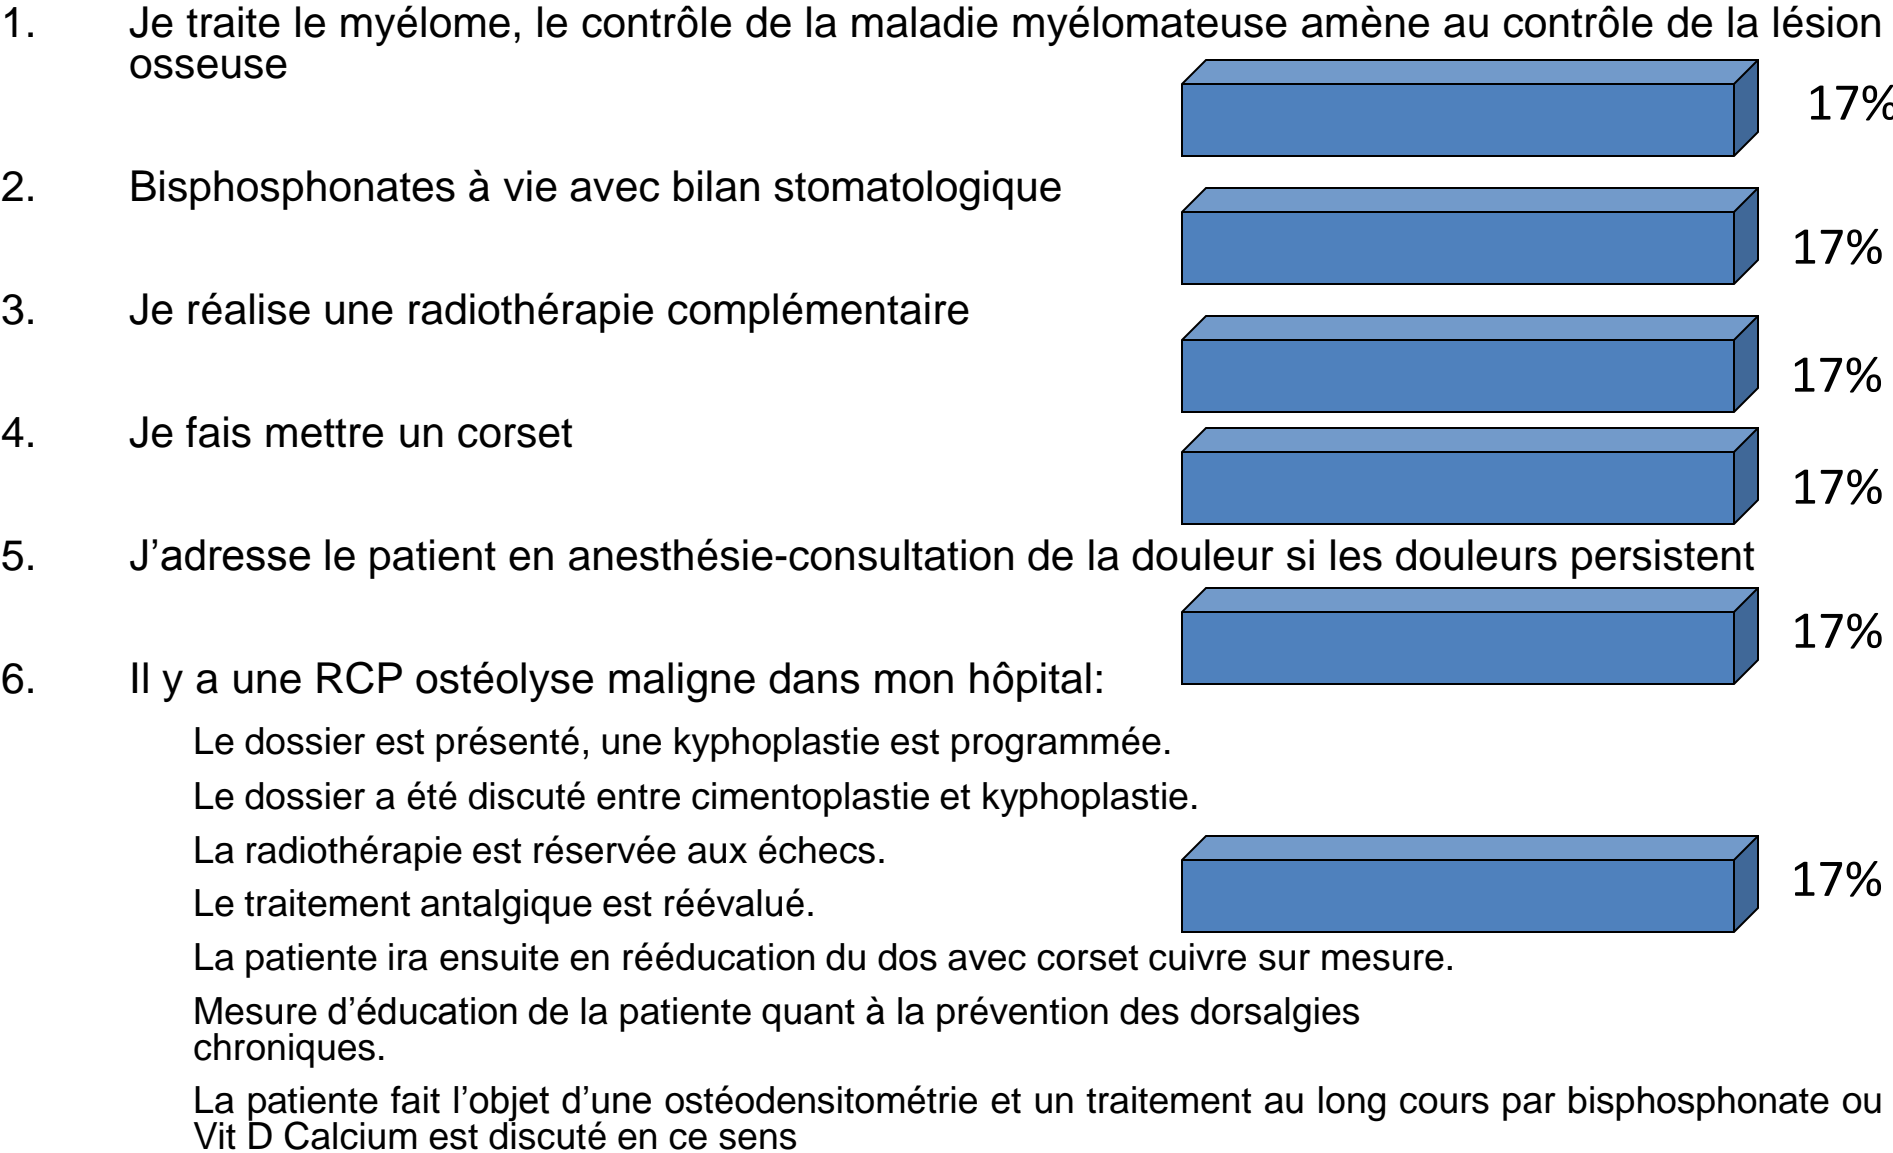 1. Je traite le myélome, le contrôle de la maladie myélomateuse amène au contrôle de la lésion
osseuse
17%
2. Bisphosphonates à vie avec bilan stomatologique
17%
3. Je réalise une radiothérapie complémentaire
17%
4. Je fais mettre un corset
17%
5. J’adresse le patient en anesthésie-consultation de la douleur si les douleurs persistent
17%
6. Il y a une RCP ostéolyse maligne dans mon hôpital:
Le dossier est présenté, une kyphoplastie est programmée.
Le dossier a été discuté entre cimentoplastie et kyphoplastie.
La radiothérapie est réservée aux échecs.
17%
Le traitement antalgique est réévalué.
La patiente ira ensuite en rééducation du dos avec corset cuivre sur mesure.
Mesure d’éducation de la patiente quant à la prévention des dorsalgies
chroniques.
La patiente fait l’objet d’une ostéodensitométrie et un traitement au long cours par bisphosphonate ou
Vit D Calcium est discuté en ce sens